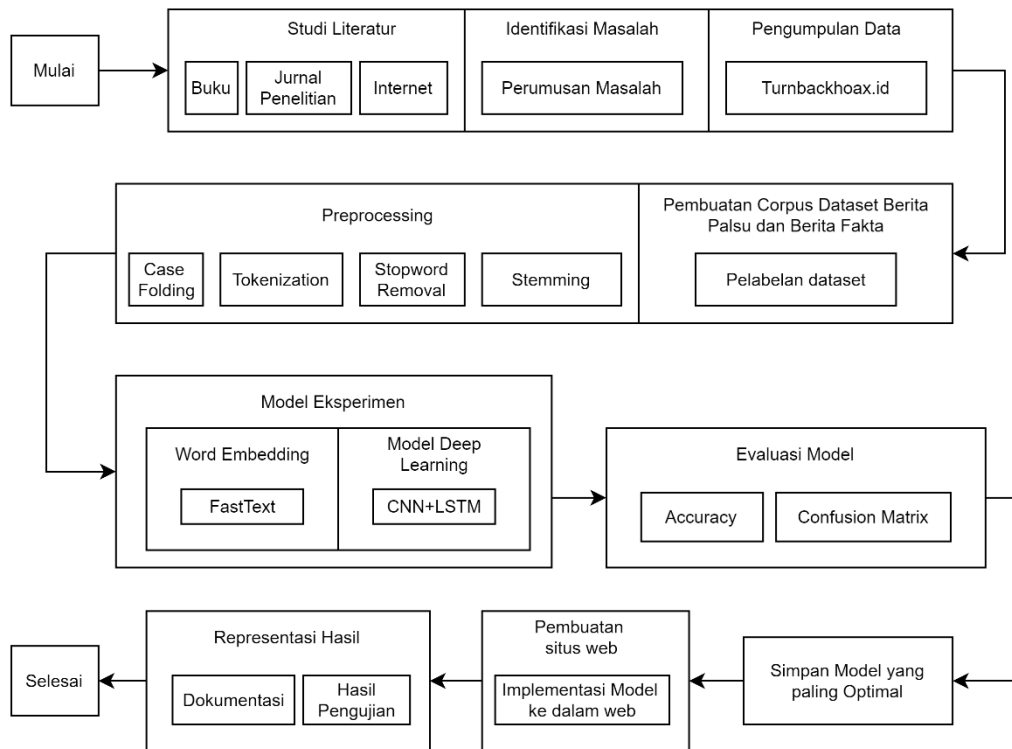 Mulai
Studi Literatur
Buku
Jurnal
Penelitian
Internet
Identifikasi Masalah
Perumusan Masalah
Pengumpulan Data
Turnbackhoax.id
Pembuatan Corpus Dataset Berita
Palsu dan Berita Fakta
Pelabelan dataset
Preprocessing
Case
Folding
Tokenization
Stopword
Removal
Stemming
Model Eksperimen
Word Embedding
FastText
Model Deep
Learning
CNN+LSTM
Evaluasi Model
Accuracy
Confusion Matrix
Simpan Model yang
paling Optimal
Pembuatan
situs web
Implementasi Model
ke dalam web
Representasi Hasil
Dokumentasi
Hasil
Pengujian
Selesai